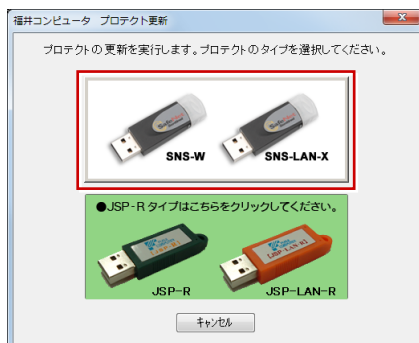 福井コンピュータ プロテクト更新
プロテクトの更新を実行します。プロテクトのタイプを選択してください。
SNS-W
SNS-LAN-X
●JSP-Rタイプはこちらをクリックしてください。
JSP-R
JSP-LAN-R
キャンセル